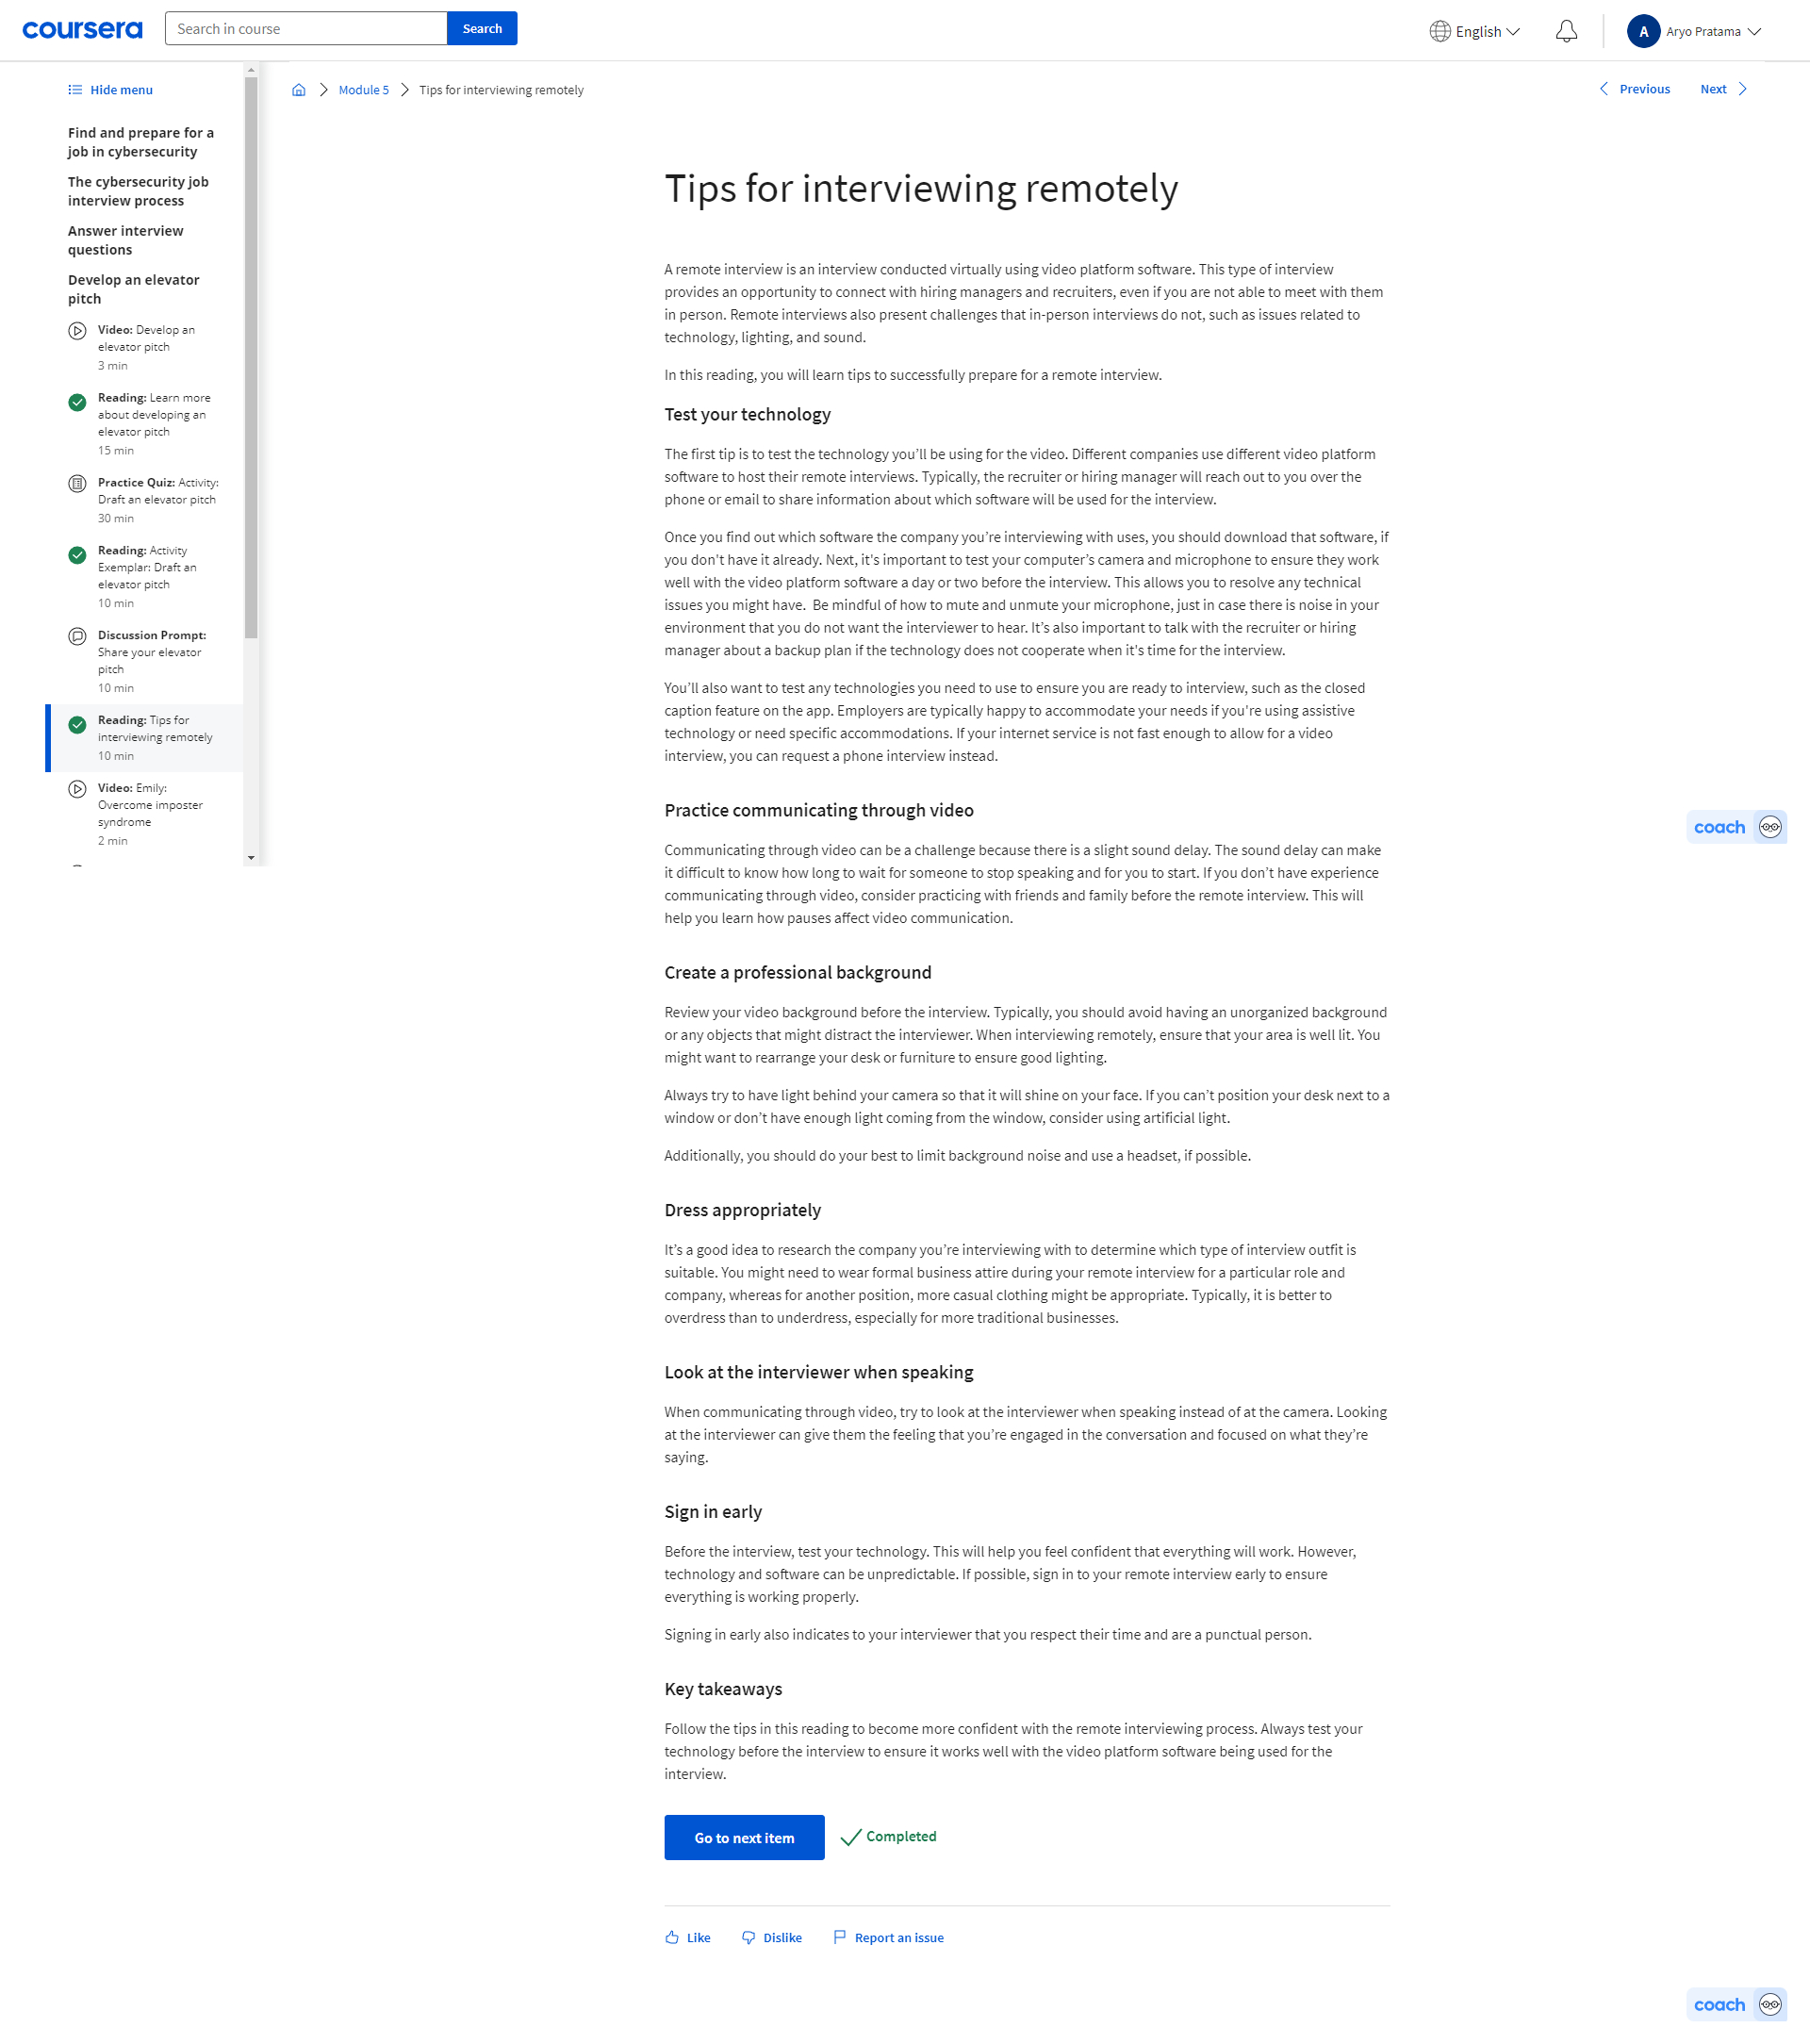 coursera
Search in course
Search
English
A
Aryo Pratama
Hide menu
Find and prepare for a
job in cybersecurity
The cybersecurity job
interview process
Answer interview
questions
Develop an elevator
pitch
Video: Develop an
elevator pitch
3 min
Reading: Learn more
about developing an
elevator pitch
15 min
Practice Quiz: Activity:
Draft an elevator pitch
30 min
Reading: Activity
Exemplar: Draft an
elevator pitch
10 min
Discussion Prompt:
Share your elevator
pitch
10 min
Reading: Tips for
interviewing remotely
10 min
Video: Emily:
Overcome imposter
syndrome
2 min
Module 5
Tips for interviewing remotely
Previous
Next
Tips for interviewing remotely
A remote interview is an interview conducted virtually using video platform software. This type of interview
provides an opportunity to connect with hiring managers and recruiters, even if you are not able to meet with them
in person. Remote interviews also present challenges that in-person interviews do not, such as issues related to
technology, lighting, and sound.
In this reading, you will learn tips to successfully prepare for a remote interview.
Test your technology
The first tip is to test the technology you’ll be using for the video. Different companies use different video platform
software to host their remote interviews. Typically, the recruiter or hiring manager will reach out to you over the
phone or email to share information about which software will be used for the interview.
Once you find out which software the company you’re interviewing with uses, you should download that software, if
you don't have it already. Next, it's important to test your computer’s camera and microphone to ensure they work
well with the video platform software a day or two before the interview. This allows you to resolve any technical
issues you might have.  Be mindful of how to mute and unmute your microphone, just in case there is noise in your
environment that you do not want the interviewer to hear. It’s also important to talk with the recruiter or hiring
manager about a backup plan if the technology does not cooperate when it's time for the interview.
You’ll also want to test any technologies you need to use to ensure you are ready to interview, such as the closed
caption feature on the app. Employers are typically happy to accommodate your needs if you're using assistive
technology or need specific accommodations. If your internet service is not fast enough to allow for a video
interview, you can request a phone interview instead.
Practice communicating through video
Communicating through video can be a challenge because there is a slight sound delay. The sound delay can make
it difficult to know how long to wait for someone to stop speaking and for you to start. If you don’t have experience
communicating through video, consider practicing with friends and family before the remote interview. This will
help you learn how pauses affect video communication.
coach
Create a professional background
Review your video background before the interview. Typically, you should avoid having an unorganized background
or any objects that might distract the interviewer. When interviewing remotely, ensure that your area is well lit. You
might want to rearrange your desk or furniture to ensure good lighting.
Always try to have light behind your camera so that it will shine on your face. If you can’t position your desk next to a
window or don’t have enough light coming from the window, consider using artificial light.
Additionally, you should do your best to limit background noise and use a headset, if possible.
Dress appropriately
It’s a good idea to research the company you’re interviewing with to determine which type of interview outfit is
suitable. You might need to wear formal business attire during your remote interview for a particular role and
company, whereas for another position, more casual clothing might be appropriate. Typically, it is better to
overdress than to underdress, especially for more traditional businesses.
Look at the interviewer when speaking
When communicating through video, try to look at the interviewer when speaking instead of at the camera. Looking
at the interviewer can give them the feeling that you’re engaged in the conversation and focused on what they’re
saying.
Sign in early
Before the interview, test your technology. This will help you feel confident that everything will work. However,
technology and software can be unpredictable. If possible, sign in to your remote interview early to ensure
everything is working properly.
Signing in early also indicates to your interviewer that you respect their time and are a punctual person.
Key takeaways
Follow the tips in this reading to become more confident with the remote interviewing process. Always test your
technology before the interview to ensure it works well with the video platform software being used for the
interview.
Go to next item
Completed
Like
Dislike
Report an issue
coach